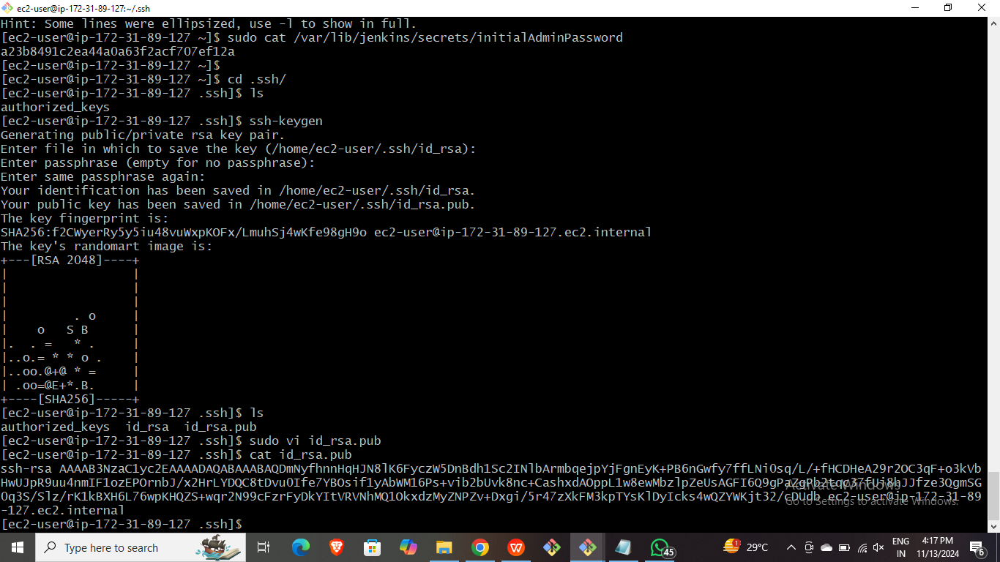 ec2-user@ip-172-31-89-127:~/.ssh
Hint: Some lines were ellipsized, use -l to show in full.
[ec2-user@ip-172-31-89-127 ~]$ sudo cat /var/lib/jenkins/secrets/initialAdminPassword
a23b8491c2ea44a0a63f2acf707ef12a
[ec2-user@ip-172-31-89-127 ~]$
[ec2-user@ip-172-31-89-127 ~]$ cd .ssh/
[ec2-user@ip-172-31-89-127 .ssh]$ ls
authorized_keys
[ec2-user@ip-172-31-89-127 .ssh]$ ssh-keygen
Generating public/private rsa key pair.
Enter file in which to save the key (/home/ec2-user/.ssh/id_rsa):
Enter passphrase (empty for no passphrase):
Enter same passphrase again:
Your identification has been saved in /home/ec2-user/.ssh/id_rsa.
Your public key has been saved in /home/ec2-user/.ssh/id_rsa.pub.
The key fingerprint is:
SHA256:f2CWyerRy5y5iu48vuWxpKOFx/LmuhSj4wKfe98gH9o ec2-user@ip-172-31-89-127.ec2.internal
The key's randomart image is:
+---[RSA 2048]----+
|                 |
|                 |
|                 |
|         . o     |
|    o   S B      |
|.  . =   * .     |
|..o.= * * o .    |
|..oo.@+@ * =     |
| .oo=@E+*.B.     |
+----[SHA256]-----+
[ec2-user@ip-172-31-89-127 .ssh]$ ls
authorized_keys  id_rsa  id_rsa.pub
[ec2-user@ip-172-31-89-127 .ssh]$ sudo vi id_rsa.pub
[ec2-user@ip-172-31-89-127 .ssh]$ cat id_rsa.pub
ssh-rsa AAAAB3NzaC1yc2EAAAADAQABAAABAQDmNyfhnnHqHJN8lK6FyczW5DnBdh1Sc2INlbArmbqejpYjFgnEyK+PB6nGwfy7ffLNiOsq/L/+fHCDHeA29r2OC3qF+o3kVb
HwUJpR9uu4nmIF1ozEPOrnbJ/x2HrLYDQC8tDvuOIfe7YBOsif1yAbWM16Ps+vib2bUvk8nc+CashxdAOppL1w8ewMbzlpZeUsAGFI6Q9gPaZqPb2tqC37fUi8hJJfze3QgmSG
Oq3S/Slz/rK1kBXH6L76wpKHQZS+wqr2N99cFzrFyDkYItVRVNhMQ1OkxdzMyZNPZv+Dxgi/5r47zXkFM3kpTYsKlDyIcks4wQZYWKjt32/cDUdb ec2-user@ip-172-31-89
-127.ec2.internal
[ec2-user@ip-172-31-89-127 .ssh]$
Activate Windows
Go to Settings to activate Windows.
Type here to search
45
1
29°C
ENG
IN
4:17 PM
11/13/2024
6